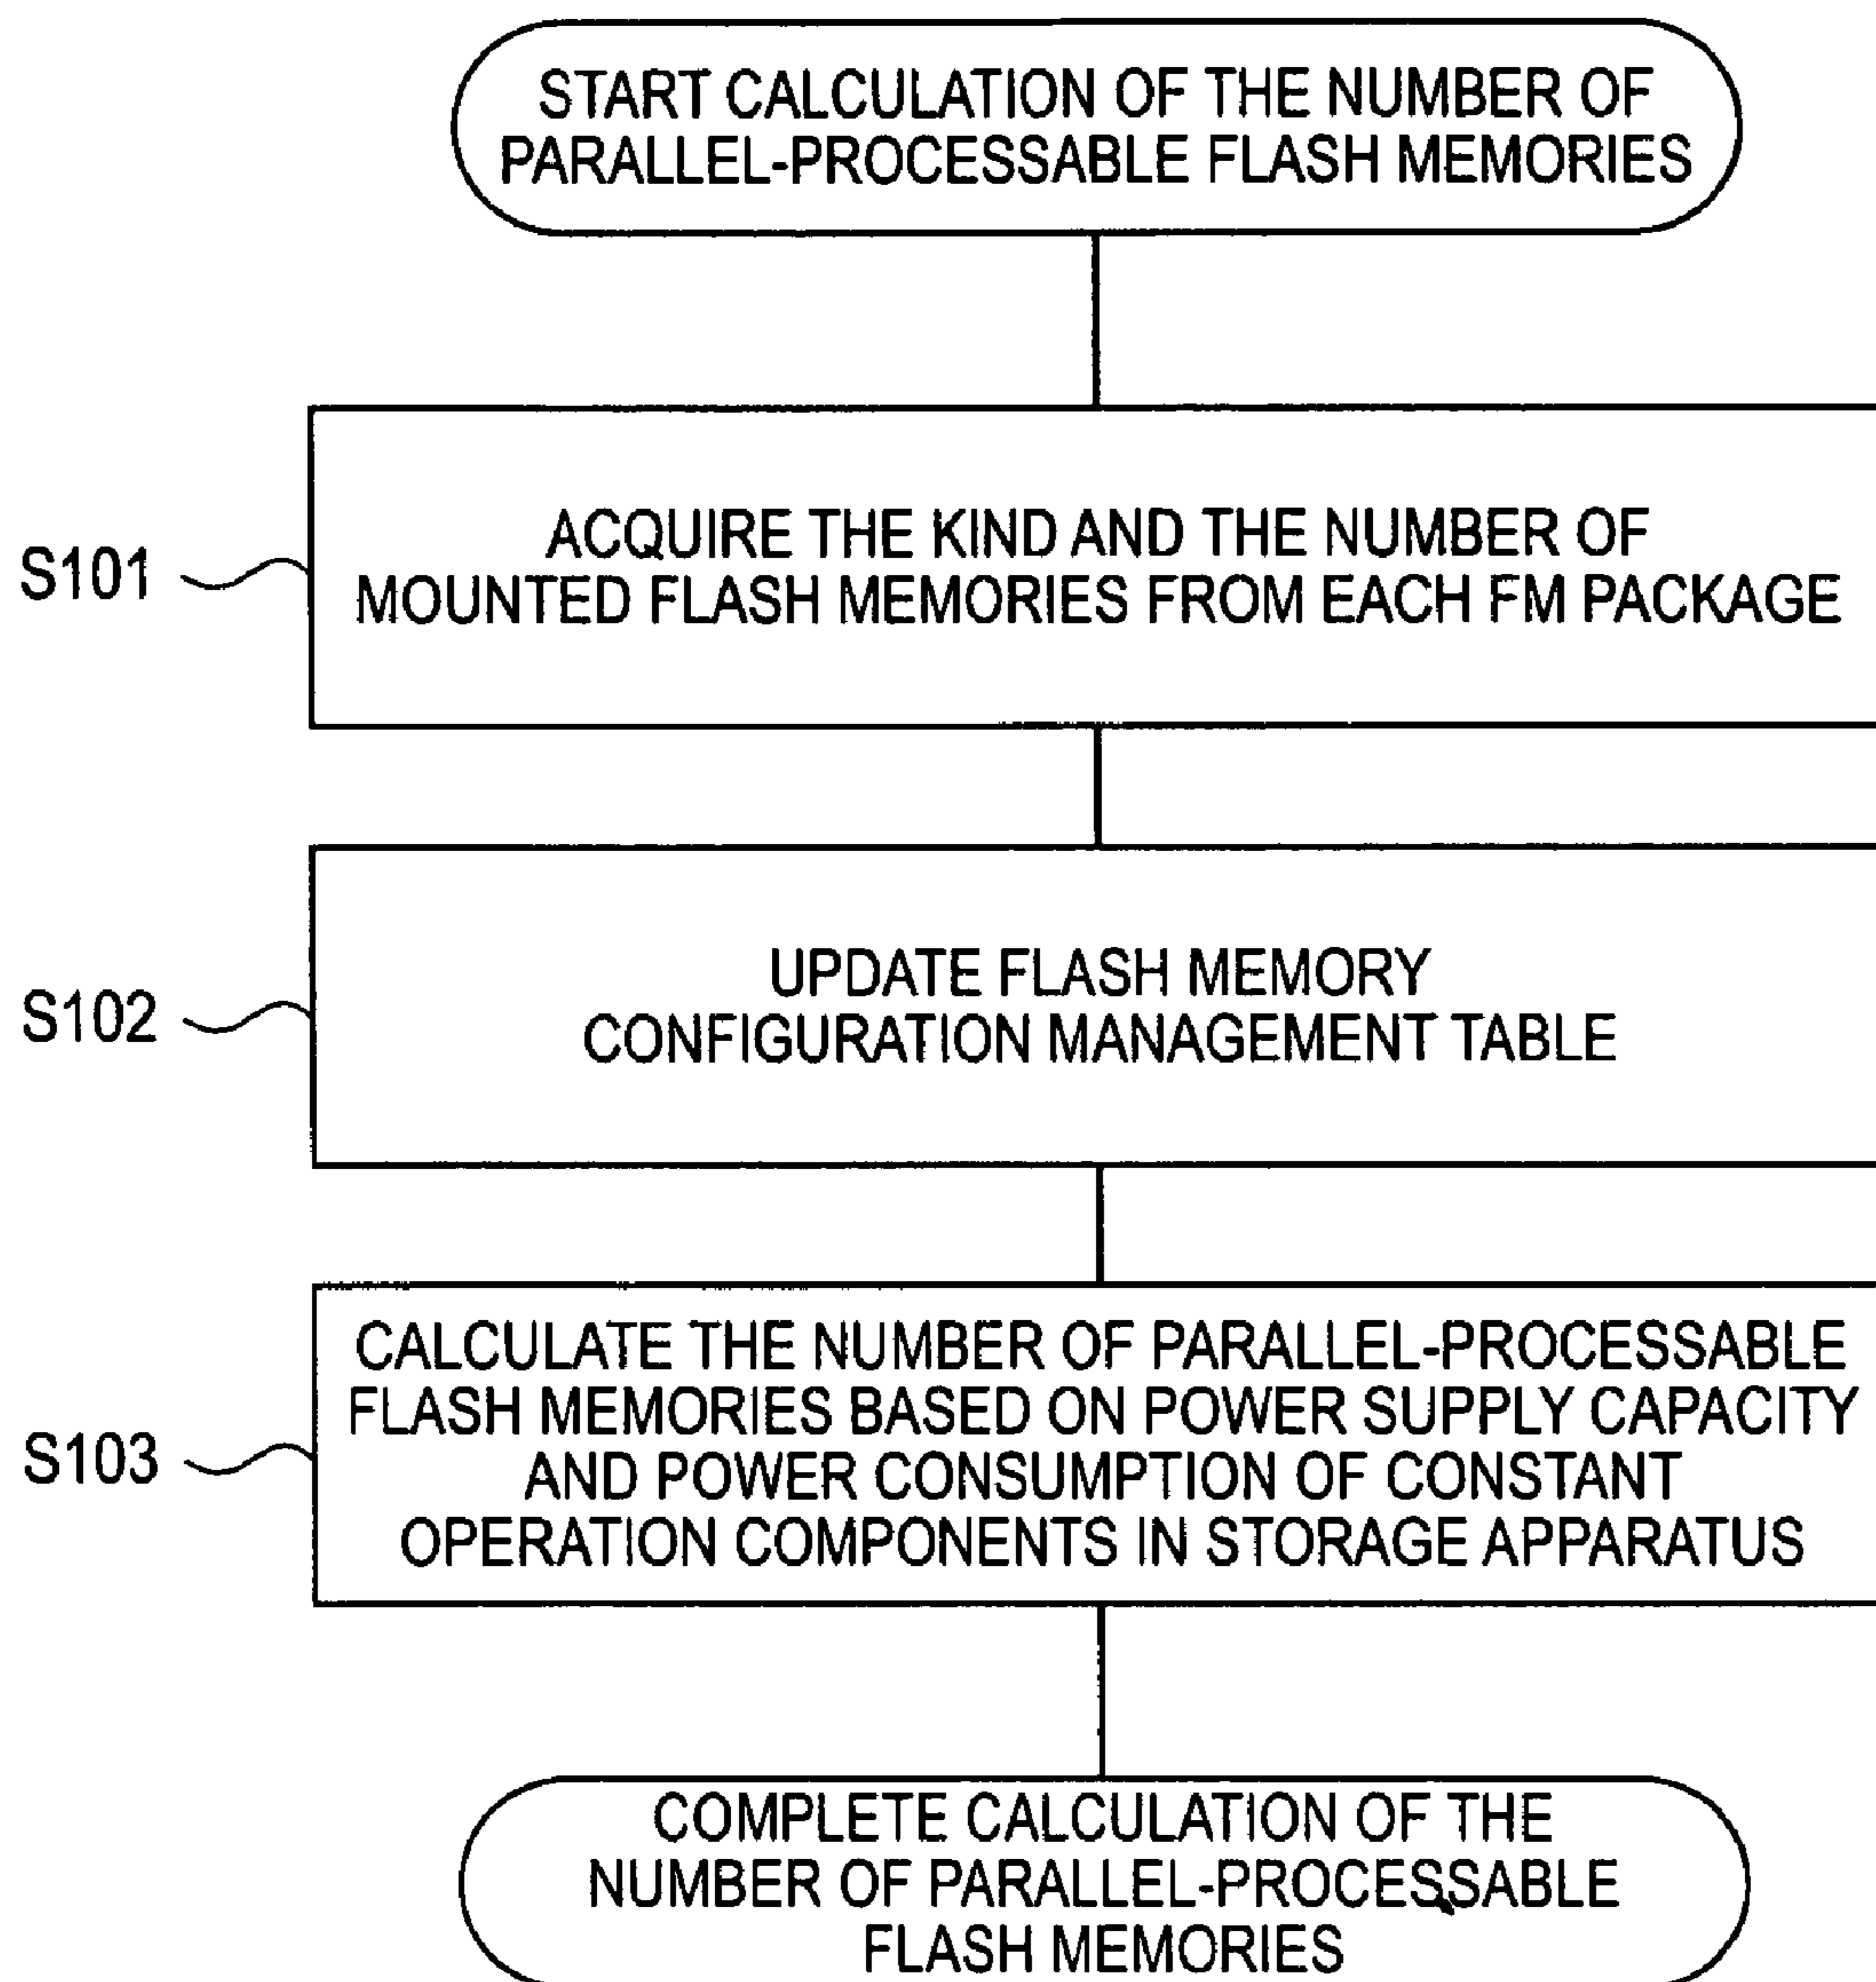 START CALCULATION OF THE NUMBER OF
PARALLEL-PROCESSABLE FLASH MEMORIES
S101
ACQUIRE THE KIND AND THE NUMBER OF
MOUNTED FLASH MEMORIES FROM EACH FM PACKAGE
S102
UPDATE FLASH MEMORY
CONFIGURATION MANAGEMENT TABLE
S103
CALCULATE THE NUMBER OF PARALLEL-PROCESSABLE
FLASH MEMORIES BASED ON POWER SUPPLY CAPACITY
AND POWER CONSUMPTION OF CONSTANT
OPERATION COMPONENTS IN STORAGE APPARATUS
COMPLETE CALCULATION OF THE
NUMBER OF PARALLEL-PROCESSABLE
FLASH MEMORIES